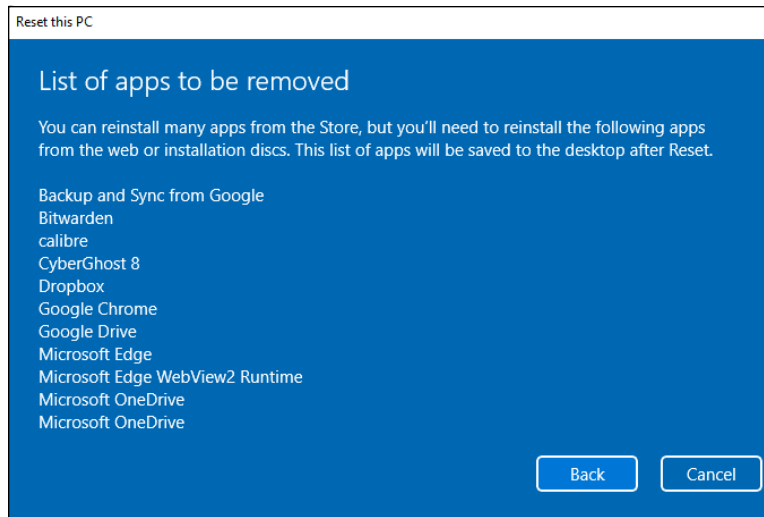 Reset this PC
List of apps to be removed
You can reinstall many apps from the Store, but you'll need to reinstall the following apps
from the web or installation discs. This list of apps will be saved to the desktop after Reset.
Backup and Sync from Google
Bitwarden
calibre
CyberGhost 8
Dropbox
Google Chrome
Google Drive
Microsoft Edge
Microsoft Edge WebView2 Runtime
Microsoft OneDrive
Microsoft OneDrive
Back
Cancel